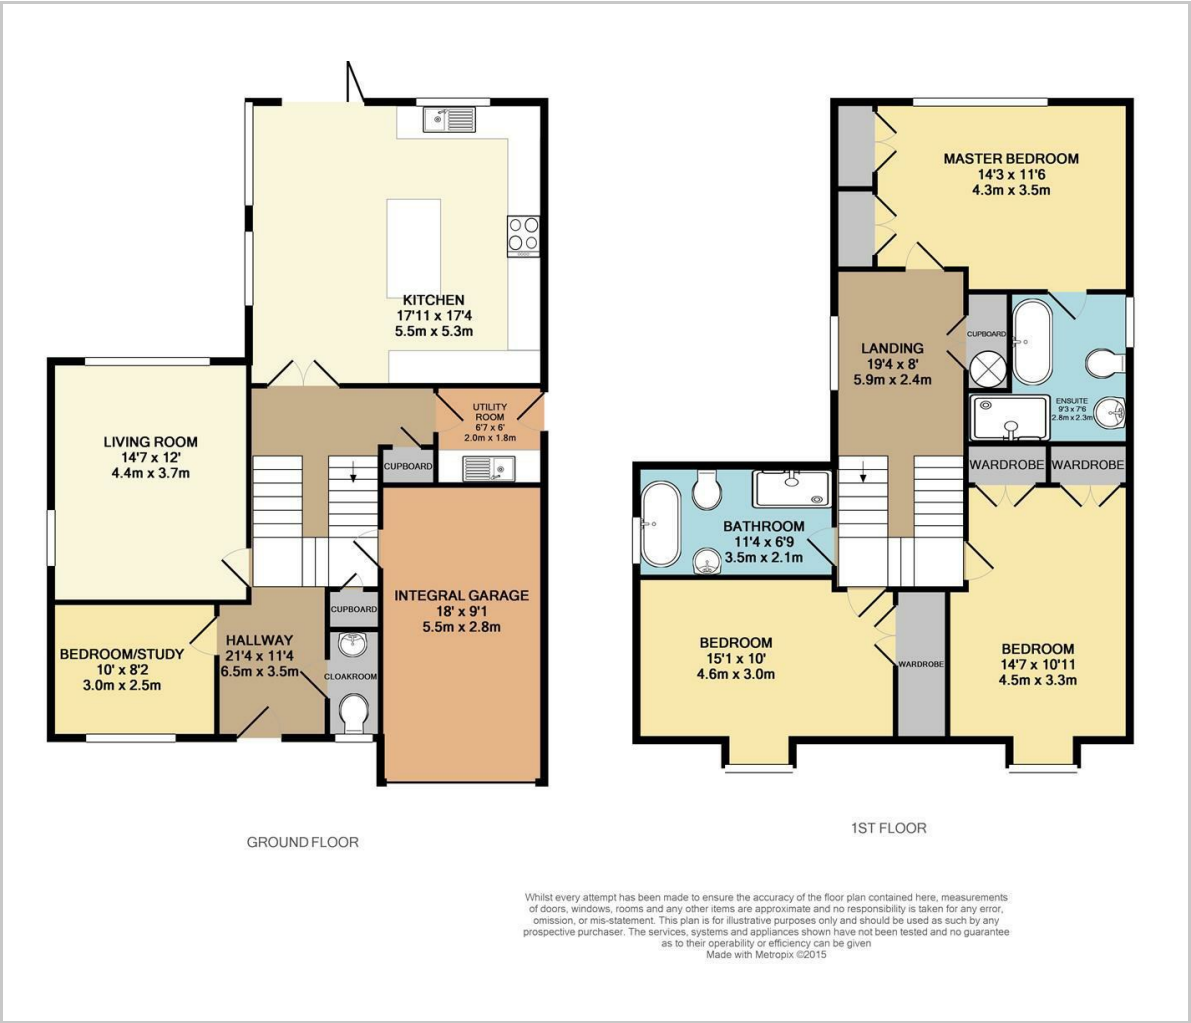 KITCHEN
17'11 x 17'4
5.5m x 5.3m
LIVING ROOM
14'7 x 12'
4.4m x 3.7m
UTILITY
ROOM
6'7 x 6'
2.0m x 1.8m
CUPBOARD
INTEGRAL GARAGE
18' x 9'1
5.5m x 2.8m
CUPBOARD
BEDROOM/STUDY
10' x 8'2
3.0m x 2.5m
HALLWAY
21'4 x 11'4
6.5m x 3.5m
CLOAKROOM
GROUND FLOOR
MASTER BEDROOM
14'3 x 11'6
4.3m x 3.5m
LANDING
19'4 x 8'
5.9m x 2.4m
CUPBOARD
ENSUITE
9'3 x 7'6
2.8m x 2.3m
WARDROBE
WARDROBE
BATHROOM
11'4 x 6'9
3.5m x 2.1m
BEDROOM
15'1 x 10'
4.6m x 3.0m
WARDROBE
BEDROOM
14'7 x 10'11
4.5m x 3.3m
1ST FLOOR
Whilst every attempt has been made to ensure the accuracy of the floor plan contained here, measurements
of doors, windows, rooms and any other items are approximate and no responsibility is taken for any error,
omission, or mis-statement. This plan is for illustrative purposes only and should be used as such by any
prospective purchaser. The services, systems and appliances shown have not been tested and no guarantee
as to their operability or efficiency can be given
Made with Metropix ©2015